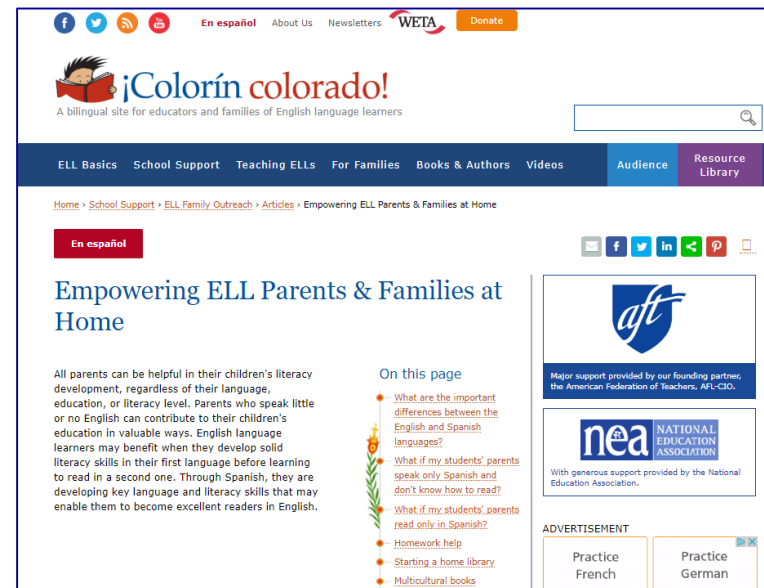 En español About Us Newsletters WETA Donate
¡Colorín colorado!
A bilingual site for educators and families of English language learners
ELL Basics School Support Teaching ELLs For Families Books & Authors Videos Audience Resource
Library
Home › School Support › ELL Family Outreach › Articles › Empowering ELL Parents & Families at Home
En español
Empowering ELL Parents & Families at
Home
All parents can be helpful in their children's literacy
development, regardless of their language,
education, or literacy level. Parents who speak little
or no English can contribute to their children's
education in valuable ways. English language
learners may benefit when they develop solid
literacy skills in their first language before learning
to read in a second one. Through Spanish, they are
developing key language and literacy skills that may
enable them to become excellent readers in English.
On this page
What are the important
differences between the
English and Spanish
languages?
What if my students' parents
speak only Spanish and
don't know how to read?
What if my students' parents
read only in Spanish?
Homework help
Starting a home library
Multicultural books
aft
Major support provided by our founding partner,
the American Federation of Teachers, AFL-CIO.
nea NATIONAL
EDUCATION
ASSOCIATION
With generous support provided by the National
Education Association.
ADVERTISEMENT
Practice
French
Practice
German